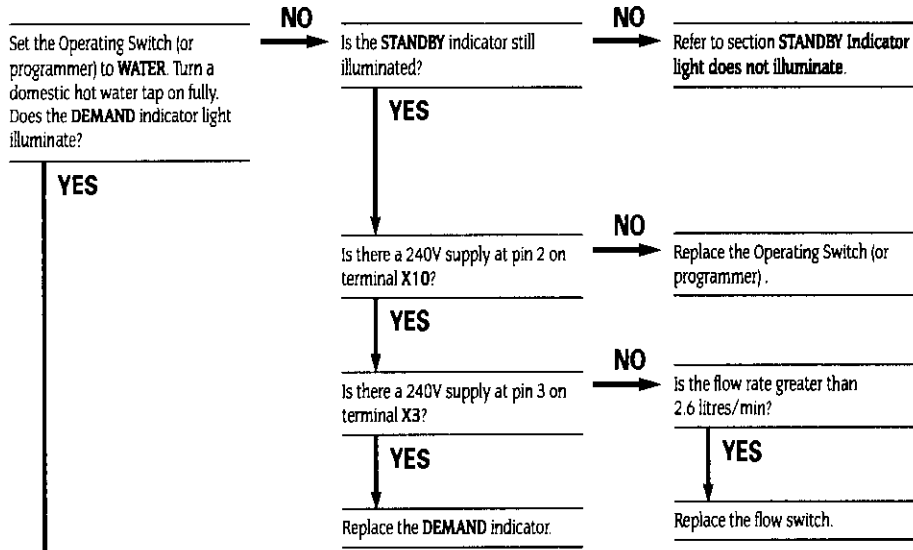 Set the Operating Switch (or
programmer) to WATER. Turn a
domestic hot water tap on fully.
Does the DEMAND indicator light
illuminate?
NO
Is the STANDBY indicator still
illuminated?
NO
Refer to section STANDBY Indicator
light does not illuminate.
YES
YES
Is there a 240V supply at pin 2 on
terminal X10?
NO
Replace the Operating Switch (or
programmer) .
YES
Is there a 240V supply at pin 3 on
terminal X3?
NO
Is the flow rate greater than
2.6 litres/min?
YES
YES
Replace the DEMAND indicator.
Replace the flow switch.